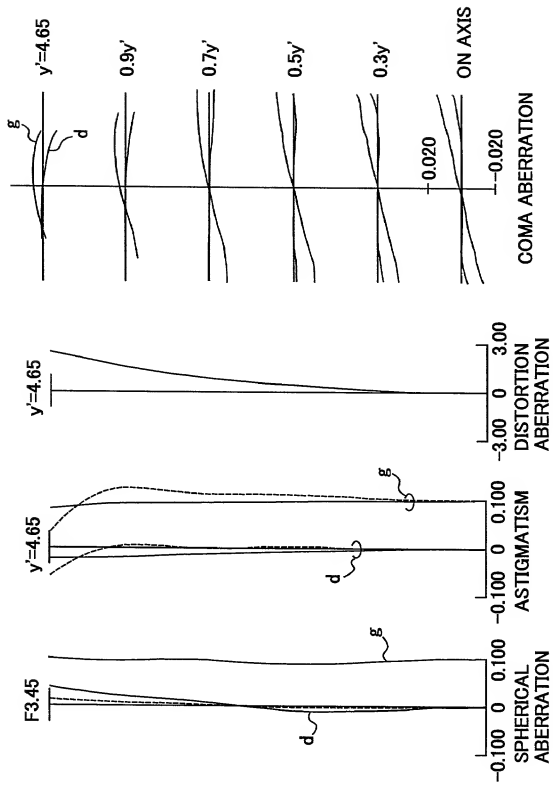 F3.45
g
d
-0.100
0
0.100
SPHERICAL
ABERRATION
y'=4.65
g
d
-0.100
0
0.100
ASTIGMATISM
y'=4.65
-3.00
0
3.00
DISTORTION
ABERRATION
y'=4.65
g
d
0.9y'
0.7y'
0.5y'
0.3y'
0.020
ON AXIS
-0.020
COMA ABERRATION